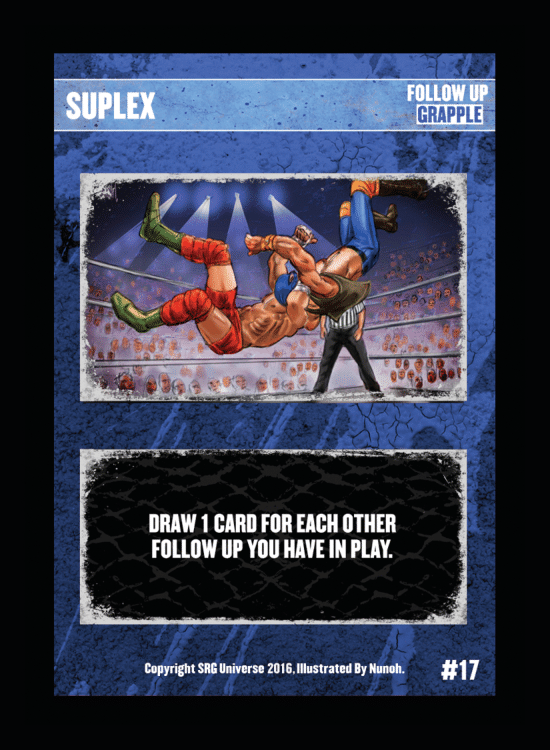 SUPLEX
FOLLOW UP
GRAPPLE
DRAW 1 CARD FOR EACH OTHER
FOLLOW UP YOU HAVE IN PLAY.
Copyright SRG Universe 2016, Illustrated By Nunoh.
#17